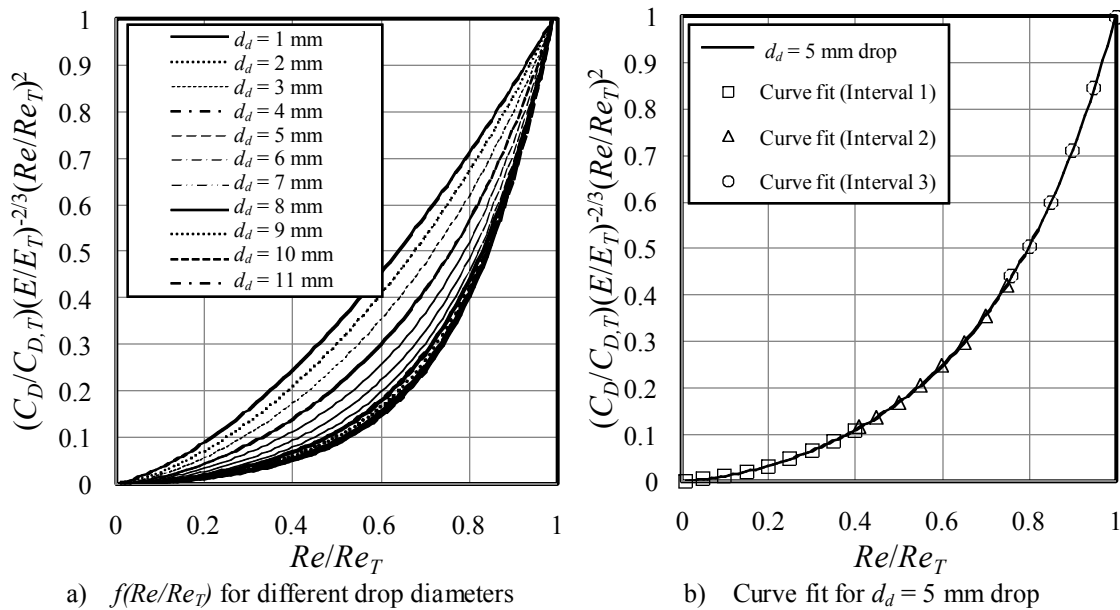 ((C_D/C_{D,T})(E/E_T)^{-2/3}(Re/Re_T)^2
1
0.9
0.8
0.7
0.6
0.5
0.4
0.3
0.2
0.1
0
d_d = 1 mm
d_d = 2 mm
d_d = 3 mm
d_d = 4 mm
d_d = 5 mm
d_d = 6 mm
d_d = 7 mm
d_d = 8 mm
d_d = 9 mm
d_d = 10 mm
d_d = 11 mm
0 0.2 0.4 0.6 0.8 1
Re/Re_T
a) f(Re/Re_T) for different drop diameters
((C_D/C_{D,T})(E/E_T)^{-2/3}(Re/Re_T)^2
1
0.9
0.8
0.7
0.6
0.5
0.4
0.3
0.2
0.1
0
d_d = 5 mm drop
Curve fit (Interval 1)
Curve fit (Interval 2)
Curve fit (Interval 3)
0 0.2 0.4 0.6 0.8 1
Re/Re_T
b) Curve fit for d_d = 5 mm drop